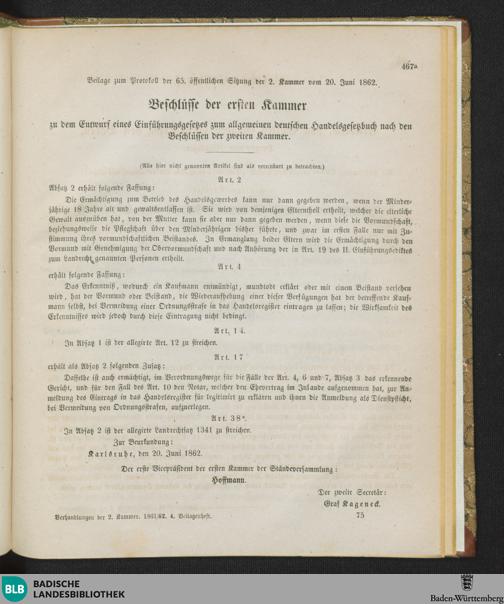 467a
Beilage zum Protokoll der 65. öffentlichen Sitzung der 2. Kammer vom 20. Juni 1862.
Beschlüsse der ersten Kammer
zu dem Entwurf eines Einführungsgesetzes zum allgemeinen deutschen Handelsgesetzbuch nach den
Beschlüssen der zweiten Kammer.
(Alle hier nicht genannten Artikel sind als vereinbart zu betrachten.)
Art. 2
Absatz 2 erhält folgende Fassung:
Die Ermächtigung zum Betrieb des Handelsgewerbes kann nur dann gegeben werden, wenn der Minder-
jährige 18 Jahre alt und gewaltsentlassen ist. Sie wird von demjenigen Elterntheil ertheilt, welcher die elterliche
Gewalt auszuüben hat, von der Mutter kann sie aber nur dann gegeben werden, wenn diese die Vormundschaft,
beziehungsweise die Pflegschaft über den Minderjährigen bisher führte, und zwar im ersten Falle nur mit Zu-
stimmung ihres vormundschaftlichen Beistandes. In Ermanglung beider Eltern wird die Ermächtigung durch den
Vormund mit Genehmigung der Obervormundschaft und nach Anhörung der im Art. 19 des II. Einführungsediktes
zum Landrecht genannten Personen ertheilt.
Art. 4
erhält folgende Fassung:
Das Erkenntniß, wodurch ein Kaufmann entmündigt, mundtodt erklärt oder mit einem Beistand versehen
wird, hat der Vormund oder Beistand, die Wiederaufhebung einer dieser Verfügungen hat der betreffende Kauf-
mann selbst, bei Vermeidung einer Ordnungsstrafe in das Handelsregister eintragen zu lassen; die Wirksamkeit des
Erkenntnisses wird jedoch durch diese Eintragung nicht bedingt.
Art. 14.
In Absatz 1 ist der allegirte Art. 12 zu streichen.
Art. 17
erhält als Absatz 2 folgenden Zusatz:
Dasselbe ist auch ermächtigt, im Verordnungswege für die Fälle der Art. 4, 6 und 7, Absatz 3 das erkennende
Gericht, und für den Fall des Art. 10 den Notar, welcher den Ehevertrag im Inlande aufgenommen hat, zur An-
meldung des Eintrags in das Handelsregister für legitimirt zu erklären und ihnen die Anmeldung als Dienstpflicht,
bei Vermeidung von Ordnungsstrafen, aufzuerlegen.
Art. 38a.
In Absatz 2 ist der allegirte Landrechtsatz 1341 zu streichen.
Zur Beurkundung:
Karlsruhe, den 20. Juni 1862.
Der erste Vicepräsident der ersten Kammer der Ständeversammlung:
Hoffmann.
Der zweite Secretär:
Graf Kageneck.
Verhandlungen der 2. Kammer. 1861/62. 4. Beilagenheft.
75
BLB BADISCHE
LANDESBIBLIOTHEK
Baden-Württemberg